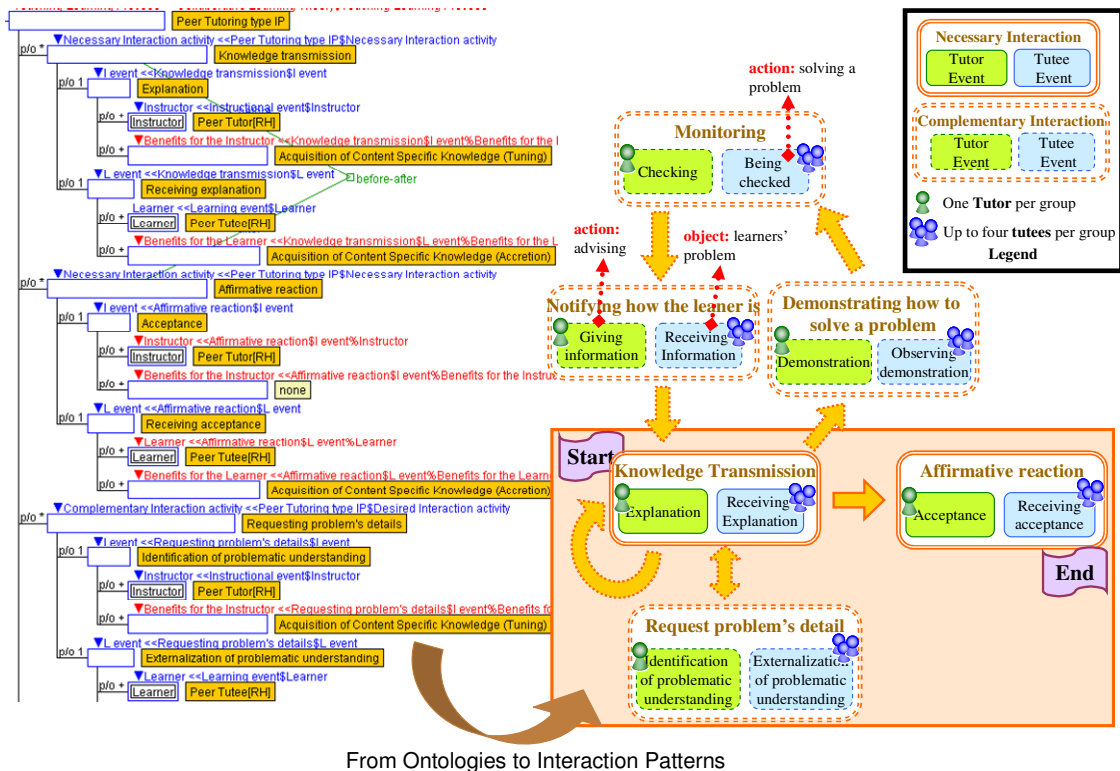 Peer Tutoring type IP
▼Necessary Interaction activity <<Peer Tutoring type IP$Necessary Interaction activity
p/o *
Knowledge transmission
▼I event <<Knowledge transmission$I event
p/o 1
Explanation
▼Instructor <<Instructional event$Instructor
p/o +
Instructor
Peer Tutor[RH]
▼Benefits for the Instructor <<Knowledge transmission$I event%Benefits for the I
p/o +
Acquisition of Content Specific Knowledge (Tuning)
▼L event <<Knowledge transmission$L event
p/o 1
Receiving explanation
before-after
Learner <<Learning event$Learner
p/o +
Learner
Peer Tutee[RH]
▼Benefits for the Learner <<Knowledge transmission$L event%Benefits for the L
p/o +
Acquisition of Content Specific Knowledge (Accretion)
▼Necessary Interaction activity <<Peer Tutoring type IP$Necessary Interaction activity
p/o *
Affirmative reaction
▼I event <<Affirmative reaction$I event
p/o 1
Acceptance
▼Instructor <<Affirmative reaction$I event%Instructor
p/o +
Instructor
Peer Tutor[RH]
▼Benefits for the Instructor <<Affirmative reaction$I event%Benefits for the Instruc
p/o +
none
▼L event <<Affirmative reaction$L event
p/o 1
Receiving acceptance
▼Learner <<Affirmative reaction$L event%Learner
p/o +
Learner
Peer Tutee[RH]
▼Benefits for the Learner <<Affirmative reaction$L event%Benefits for the Learne
p/o +
Acquisition of Content Specific Knowledge (Accretion)
▼Complementary Interaction activity <<Peer Tutoring type IP$Desired Interaction activity
p/o *
Requesting problem's details
▼I event <<Requesting problem's details$I event
p/o 1
Identification of problematic understanding
▼Instructor <<Instructional event$Instructor
p/o +
Instructor
Peer Tutor[RH]
▼Benefits for the Instructor <<Requesting problem's details$I event%Benefits fo
p/o +
Acquisition of Content Specific Knowledge (Tuning)
L event <<Requesting problem's details$L event
p/o 1
Externalization of problematic understanding
▼Learner <<Learning event$Learner
p/o +
Learner
Peer Tutee[RH]
action: solving a
problem
Monitoring
Checking
Being
checked
action:
advising
object: learners'
problem
Notifying how the leaner is
Giving
information
Receiving
Information
Demonstrating how to
solve a problem
Demonstration
Observing
demonstration
Start
Knowledge Transmission
Explanation
Receiving
Explanation
Affirmative reaction
Acceptance
Receiving
acceptance
End
Request problem's detail
Identification
of problematic
understanding
Externalization
of problematic
understanding
Necessary Interaction
Tutor
Event
Tutee
Event
Complementary Interaction
Tutor
Event
Tutee
Event
One Tutor per group
Up to four tutees per group
Legend
From Ontologies to Interaction Patterns